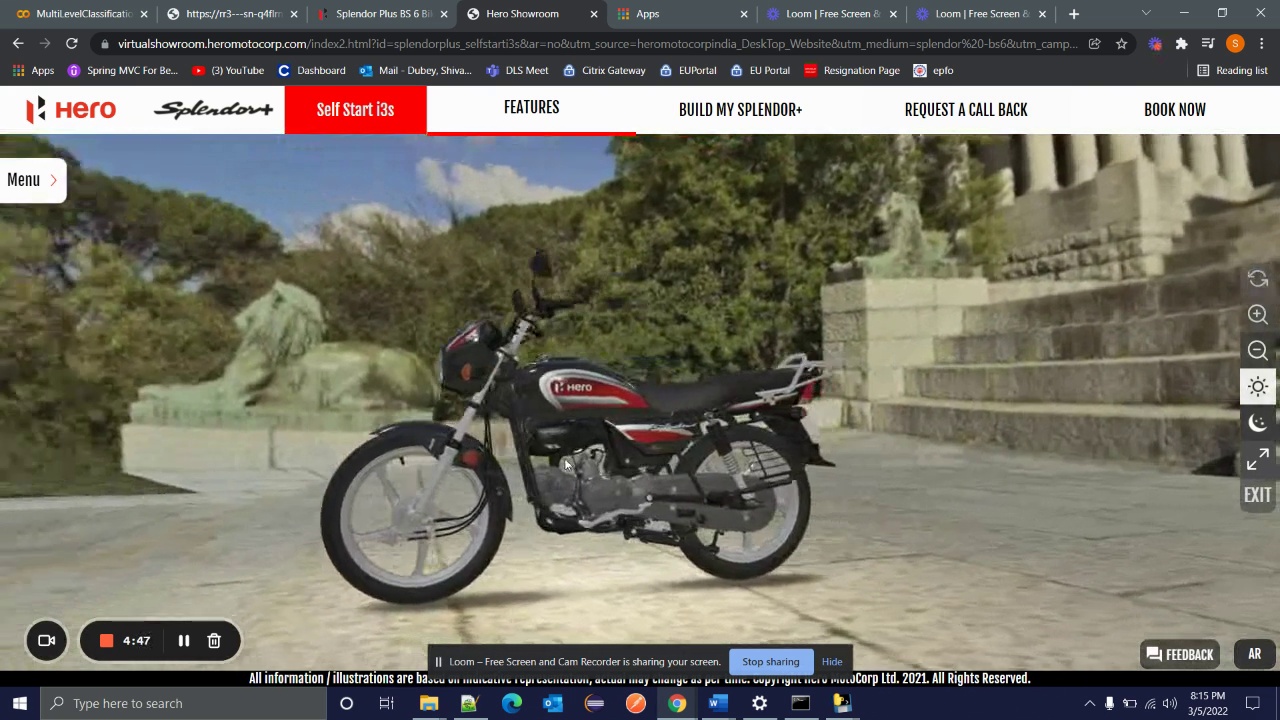 MultiLevelClassificatio
https://rr3---sn-q4flrn
Splendor Plus BS 6 Bik
Hero Showroom
Apps
Loom | Free Screen &
Loom | Free Screen &
virtualshowroom.heromotocorp.com/index2.html?id=splendorplus_selfstarti3s&at=no&utm_source=heromotocorpindia_DeskTop_Website&utm_medium=splendor%20-bs6&utm_camp...
S
Apps
Spring MVC For Be...
(3) YouTube
Dashboard
Mail - Dubey, Shiva...
DLS Meet
Citrix Gateway
EUPortal
EU Portal
Resignation Page
epfo
Reading list
Hero
Splendor+
Self Start i3s
FEATURES
BUILD MY SPLENDOR+
REQUEST A CALL BACK
BOOK NOW
Menu
Hero
EXIT
4:47
Loom – Free Screen and Cam Recorder is sharing your screen.
Stop sharing
Hide
FEEDBACK
AR
All information / illustrations are based on indicative representation, actual may change as per time. Copyright Hero MotoCorp Ltd. 2021. All Rights Reserved.
Type here to search
8:15 PM
3/5/2022